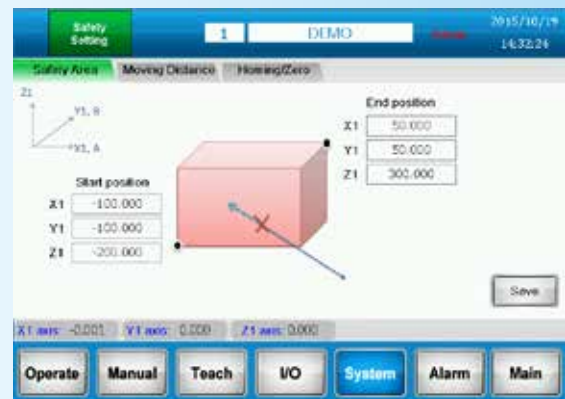 Safety Setting
1
DEMO
2015/10/19
14:32:24
Safety Area
Moving Distance
Homing/Zero
Z1
Y1, B
X1, A
End position
X1 50.000
Y1 50.000
Z1 300.000
Start position
X1 -100.000
Y1 -100.000
Z1 -200.000
Save
X1 axis: -0.001
Y1 axis: 0.000
Z1 axis: 0.000
Operate
Manual
Teach
I/O
System
Alarm
Main